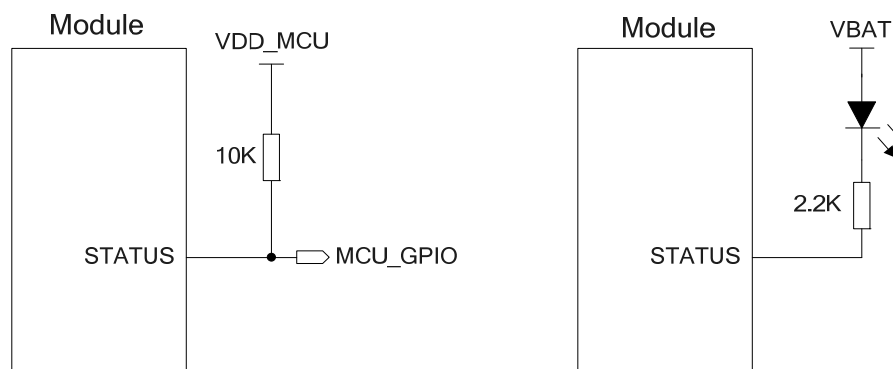 Module
VDD_MCU
10K
STATUS
MCU_GPIO
Module
VBAT
2.2K
STATUS